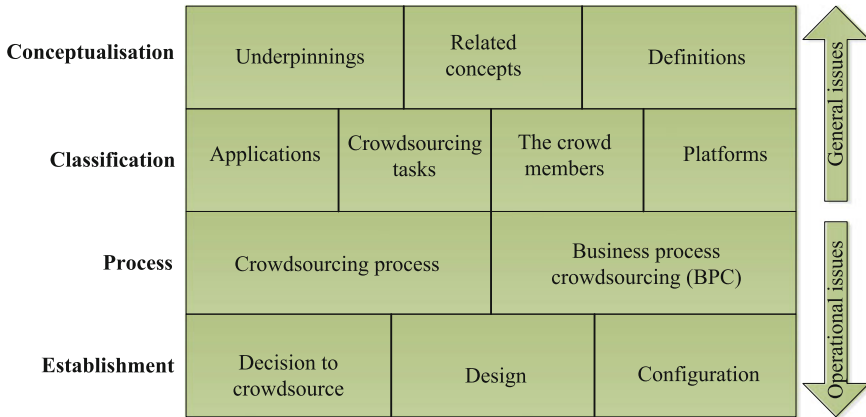 Conceptualisation
Underpinnings
Related
concepts
Definitions
Classification
Applications
Crowdsourcing
tasks
The crowd
members
Platforms
Process
Crowdsourcing process
Business process
crowdsourcing (BPC)
Establishment
Decision to
crowdsource
Design
Configuration
General issues
Operational issues